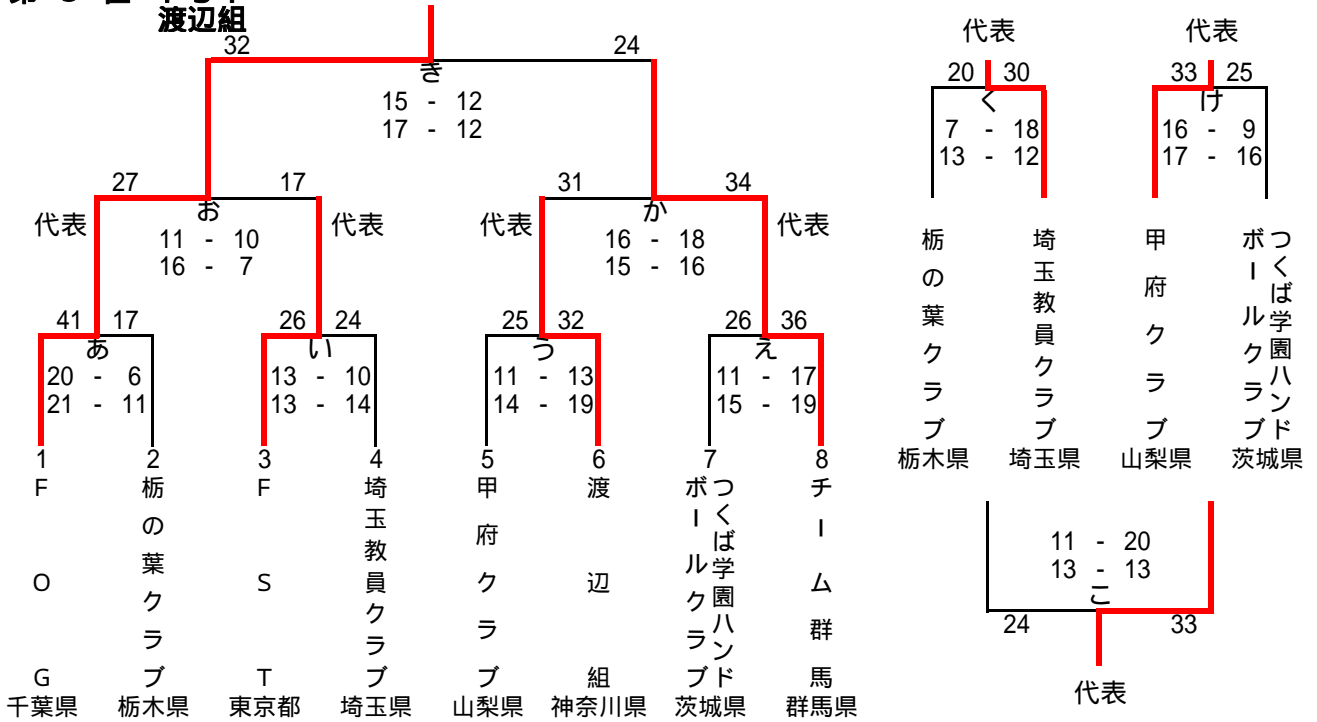 渡辺組
32 24
き
15 - 12
17 - 12
27 17
お
代表 代表
11 - 10
16 - 7
31 34
か
代表
16 - 18
15 - 16
41 17
あ
20 - 6
21 - 11
26 24
い
13 - 10
13 - 14
25 32
う
11 - 13
14 - 19
26 36
え
11 - 17
15 - 19
1 2 3 4 5 6 7 8
FOG
栃の葉クラブ
FST
埼玉教員クラブ
甲府クラブ
渡辺組
つくば学園ハンド
ボールクラブ
チーム群馬
千葉県 栃木県 東京都 埼玉県 山梨県 神奈川県 茨城県 群馬県
代表 代表
20 30
く
7 - 18
13 - 12
33 25
け
16 - 9
17 - 16
栃の葉クラブ
埼玉教員クラブ
甲府クラブ
つくば学園ハンド
ボールクラブ
栃木県 埼玉県 山梨県 茨城県
11 - 20
13 - 13
こ
24 33
代表